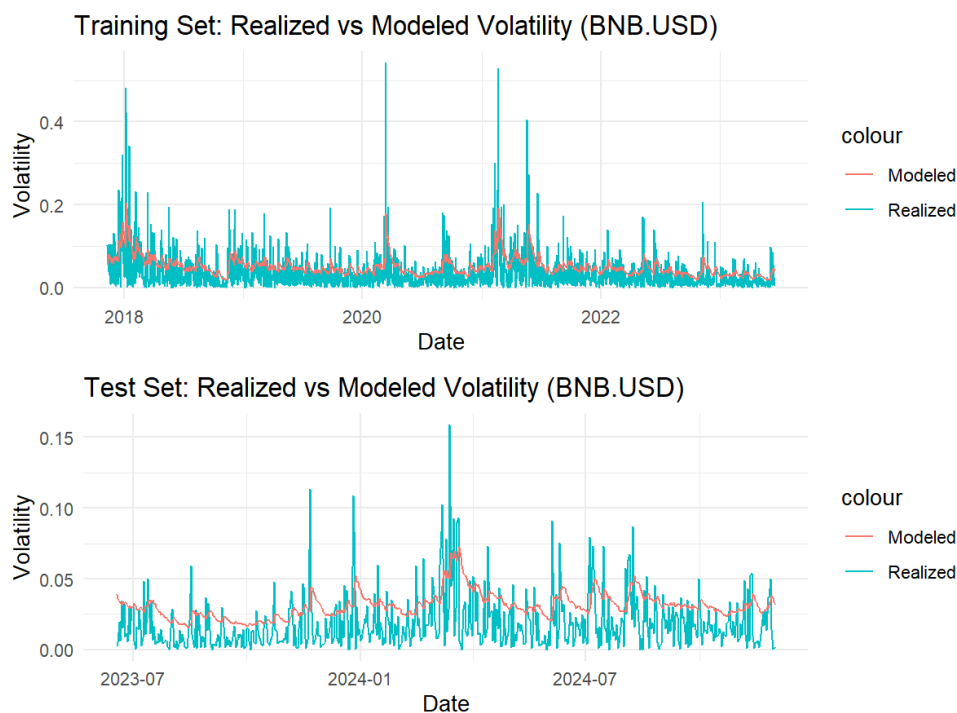 Training Set: Realized vs Modeled Volatility (BNB.USD)
Volatility
0.4
0.2
0.0
2018
2020
2022
Date
colour
Modeled
Realized
Test Set: Realized vs Modeled Volatility (BNB.USD)
Volatility
0.15
0.10
0.05
0.00
2023-07
2024-01
2024-07
Date
colour
Modeled
Realized